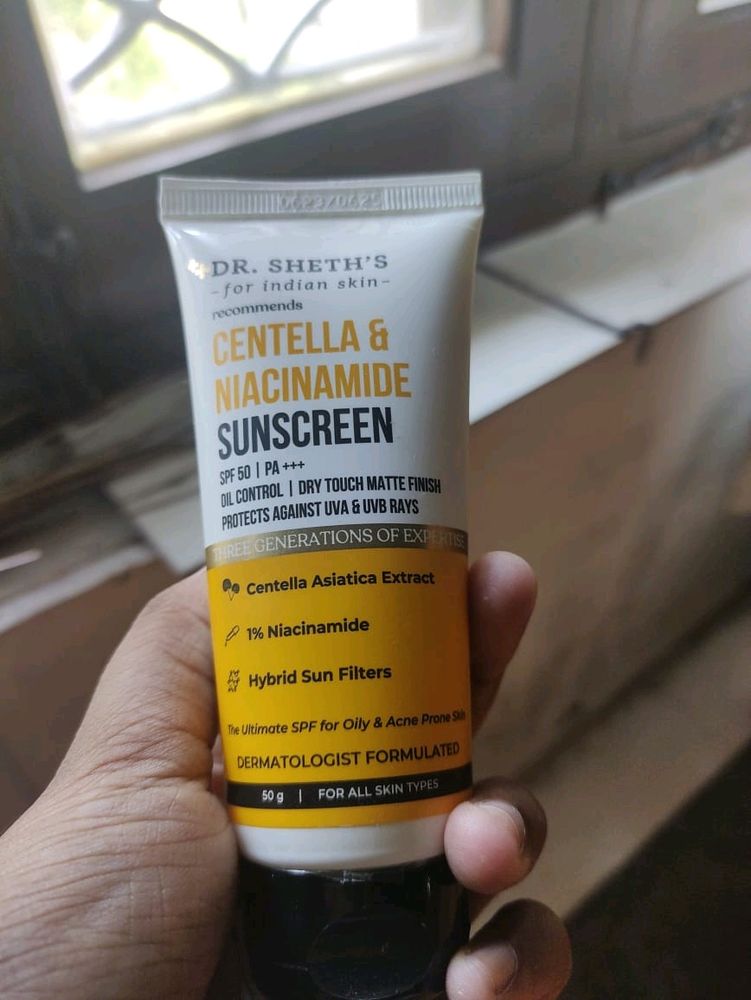 062370425
DR. SHETH'S
-for indian skin-
recommends
CENTELLA &
NIACINAMIDE
SUNSCREEN
SPF 50 | PA +++
OIL CONTROL | DRY TOUCH MATTE FINISH
PROTECTS AGAINST UVA & UVB RAYS
THREE GENERATIONS OF EXPERTISE
Centella Asiatica Extract
1% Niacinamide
Hybrid Sun Filters
The Ultimate SPF for Oily & Acne Prone Skin
DERMATOLOGIST FORMULATED
50 g | FOR ALL SKIN TYPES